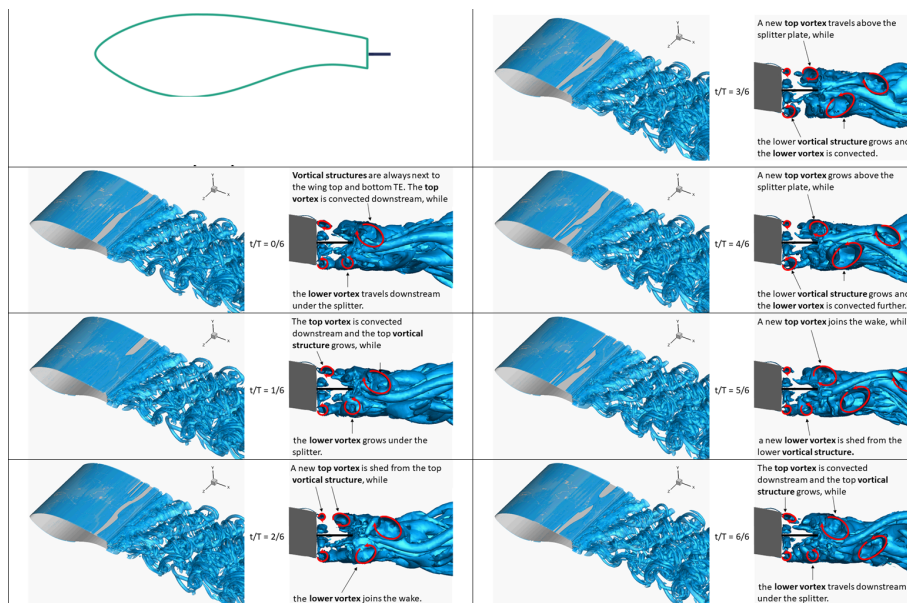 t/T = 0/6
Vortical structures are always next to
the wing top and bottom TE. The top
vortex is convected downstream, while
the lower vortex travels downstream
under the splitter.
t/T = 1/6
The top vortex is convected
downstream and the top vortical
structure grows, while
the lower vortex grows under the
splitter.
t/T = 2/6
A new top vortex is shed from the top
vortical structure, while
the lower vortex joins the wake.
t/T = 3/6
A new top vortex travels above the
splitter plate, while
the lower vortical structure grows and
the lower vortex is convected.
t/T = 4/6
A new top vortex grows above the
splitter plate, while
the lower vortical structure grows and
the lower vortex is convected further.
t/T = 5/6
A new top vortex joins the wake, whil
a new lower vortex is shed from the
lower vortical structure.
t/T = 6/6
The top vortex is convected
downstream and the top vortical
structure grows, while
the lower vortex travels downstream
under the splitter.